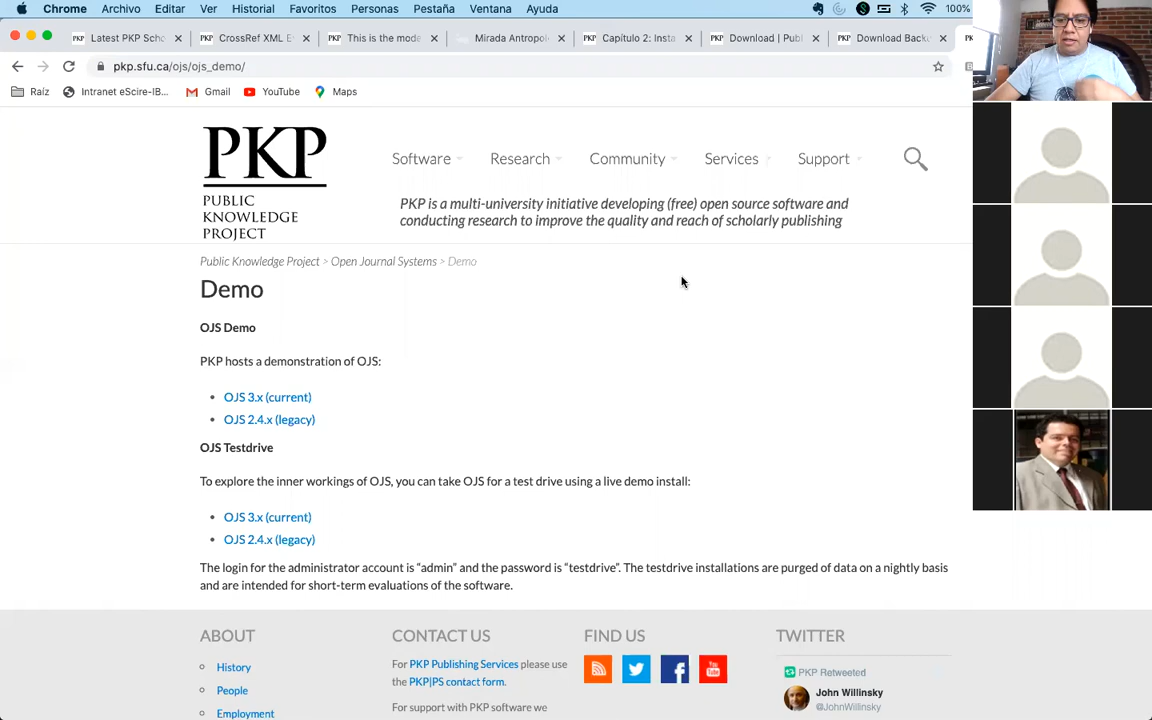 Chrome Archivo Editar Ver Historial Favoritos Personas Pestaña Ventana Ayuda 100%
Latest PKP Scho CrossRef XML E This is the mode Mirada Antropol Capítulo 2: Insta Download | Publ Download Back
pkp.sfu.ca/ojs/ojs_demo/
Raíz Intranet eScire-IB... Gmail YouTube Maps
PKP
PUBLIC
KNOWLEDGE
PROJECT
Software Research Community Services Support
PKP is a multi-university initiative developing (free) open source software and
conducting research to improve the quality and reach of scholarly publishing
Public Knowledge Project > Open Journal Systems > Demo
Demo
OJS Demo
PKP hosts a demonstration of OJS:
• OJS 3.x (current)
• OJS 2.4.x (legacy)
OJS Testdrive
To explore the inner workings of OJS, you can take OJS for a test drive using a live demo install:
• OJS 3.x (current)
• OJS 2.4.x (legacy)
The login for the administrator account is “admin” and the password is “testdrive”. The testdrive installations are purged of data on a nightly basis
and are intended for short-term evaluations of the software.
ABOUT CONTACT US FIND US TWITTER
History
People
Employment
For PKP Publishing Services please use
the PKP|PS contact form.
For support with PKP software we
You Tube
PKP Retweeted
John Willinsky
@JohnWillinsky